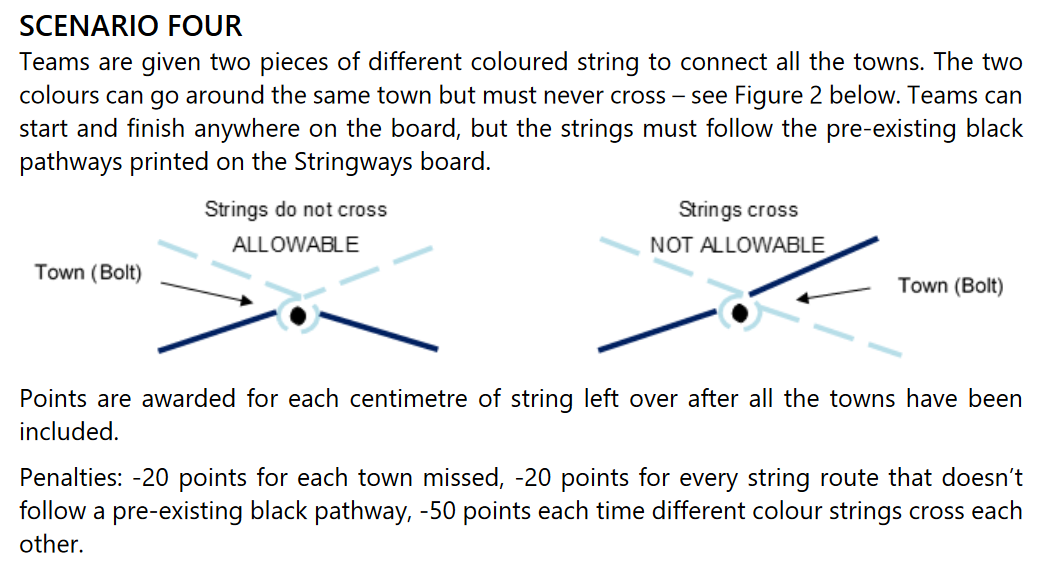 SCENARIO FOUR
Teams are given two pieces of different coloured string to connect all the towns. The two
colours can go around the same town but must never cross – see Figure 2 below. Teams can
start and finish anywhere on the board, but the strings must follow the pre-existing black
pathways printed on the Stringways board.
Strings do not cross
ALLOWABLE
Town (Bolt)
Strings cross
NOT ALLOWABLE
Town (Bolt)
Points are awarded for each centimetre of string left over after all the towns have been
included.
Penalties: -20 points for each town missed, -20 points for every string route that doesn’t
follow a pre-existing black pathway, -50 points each time different colour strings cross each
other.